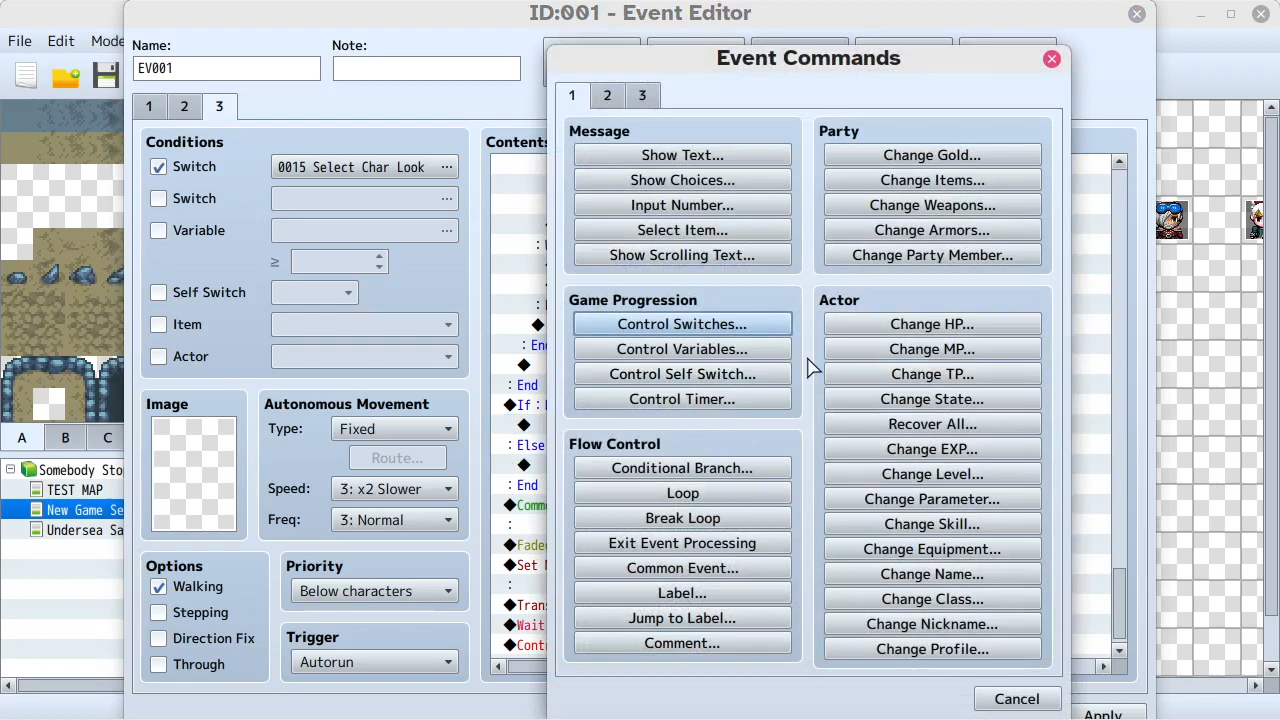 ID:001 - Event Editor
File Edit Mode
Name:
EV001
Note:
1 2 3
Conditions
Switch
0015 Select Char Look ...
Switch
...
Variable
...
≥
Self Switch
Item
Actor
Image
Autonomous Movement
Type:
Fixed
Route...
Speed:
3: x2 Slower
Freq:
3: Normal
Options
Walking
Stepping
Direction Fix
Through
Priority
Below characters
Trigger
Autorun
A B C
Somebody Sto
TEST MAP
New Game Se
Undersea Sa
Contents
: End
: End
◆If :
: Else
: End
◆Comm
:
◆Set M
:
◆Trans
◆Wait
◆Contr
Event Commands
1 2 3
Message
Show Text...
Show Choices...
Input Number...
Select Item...
Show Scrolling Text...
Game Progression
Control Switches...
Control Variables...
Control Self Switch...
Control Timer...
Flow Control
Conditional Branch...
Loop
Break Loop
Exit Event Processing
Common Event...
Label...
Jump to Label...
Comment...
Party
Change Gold...
Change Items...
Change Weapons...
Change Armors...
Change Party Member...
Actor
Change HP...
Change MP...
Change TP...
Change State...
Recover All...
Change EXP...
Change Level...
Change Parameter...
Change Skill...
Change Equipment...
Change Name...
Change Class...
Change Nickname...
Change Profile...
Cancel
Apply